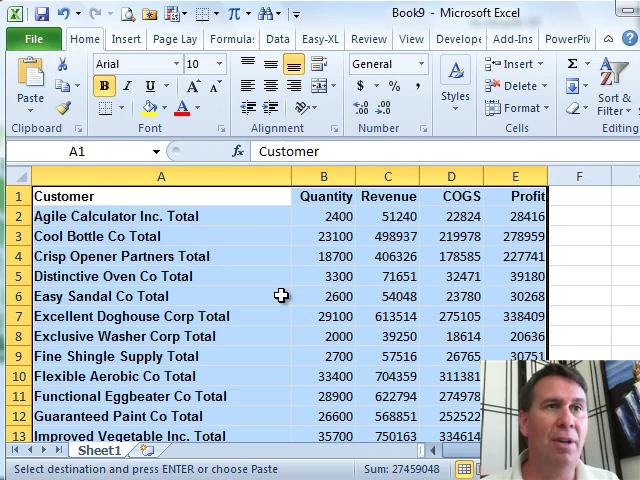 Book9 - Microsoft Excel
File Home Insert Page Lay Formulas Data Easy-XL Review View Develope Add-Ins PowerPiv
Arial 10 General
Insert
Delete
Format
Paste
B I U
A A
$ % ,
Styles
Sort &
Filter
Clipboard Font Alignment Number Cells
A1 fx Customer
A B C D E F
1 Customer Quantity Revenue COGS Profit
2 Agile Calculator Inc. Total 2400 51240 22824 28416
3 Cool Bottle Co Total 23100 498937 219978 278959
4 Crisp Opener Partners Total 18700 406326 178585 227741
5 Distinctive Oven Co Total 3300 71651 32471 39180
6 Easy Sandal Co Total 2600 54048 23780 30268
7 Excellent Doghouse Corp Total 29100 613514 275105 338409
8 Exclusive Washer Corp Total 2000 39250 18614 20636
9 Fine Shingle Supply Total 2700 57516 26765 30751
10 Flexible Aerobic Co Total 33400 704359 311381
11 Functional Eggbeater Co Total 28900 622794 274978
12 Guaranteed Paint Co Total 26600 568851 252522
13 Improved Vegetable Inc. Total 35700 750163 334614
Sheet1
Select destination and press ENTER or choose Paste Sum: 27459048